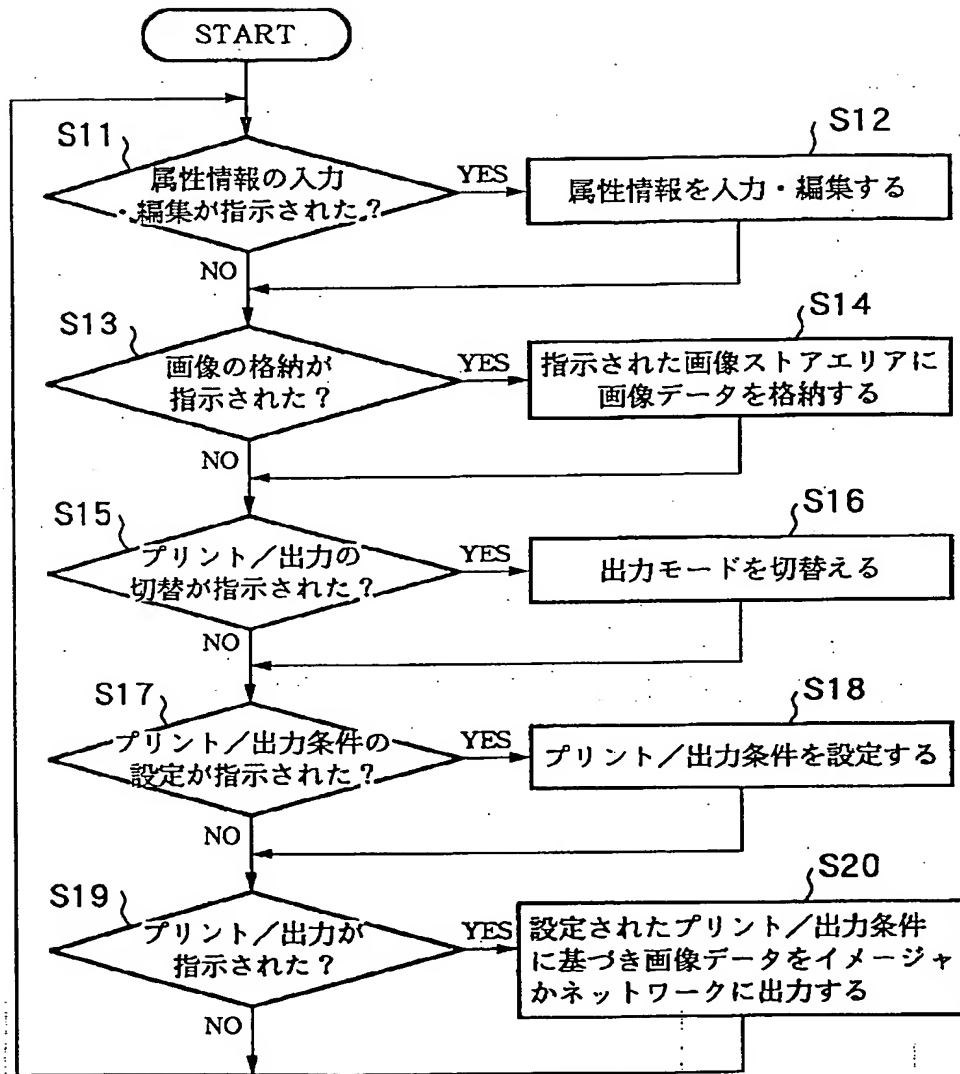 START
S11
属性情報の入力
・編集が指示された？
YES
S12
属性情報を入力・編集する
NO
S13
画像の格納が
指示された？
YES
S14
指示された画像ストアエリアに
画像データを格納する
NO
S15
プリント／出力の
切替が指示された？
YES
S16
出力モードを切替える
NO
S17
プリント／出力条件の
設定が指示された？
YES
S18
プリント／出力条件を設定する
NO
S19
プリント／出力が
指示された？
YES
S20
設定されたプリント／出力条件
に基づき画像データをイメージャ
かネットワークに出力する
NO